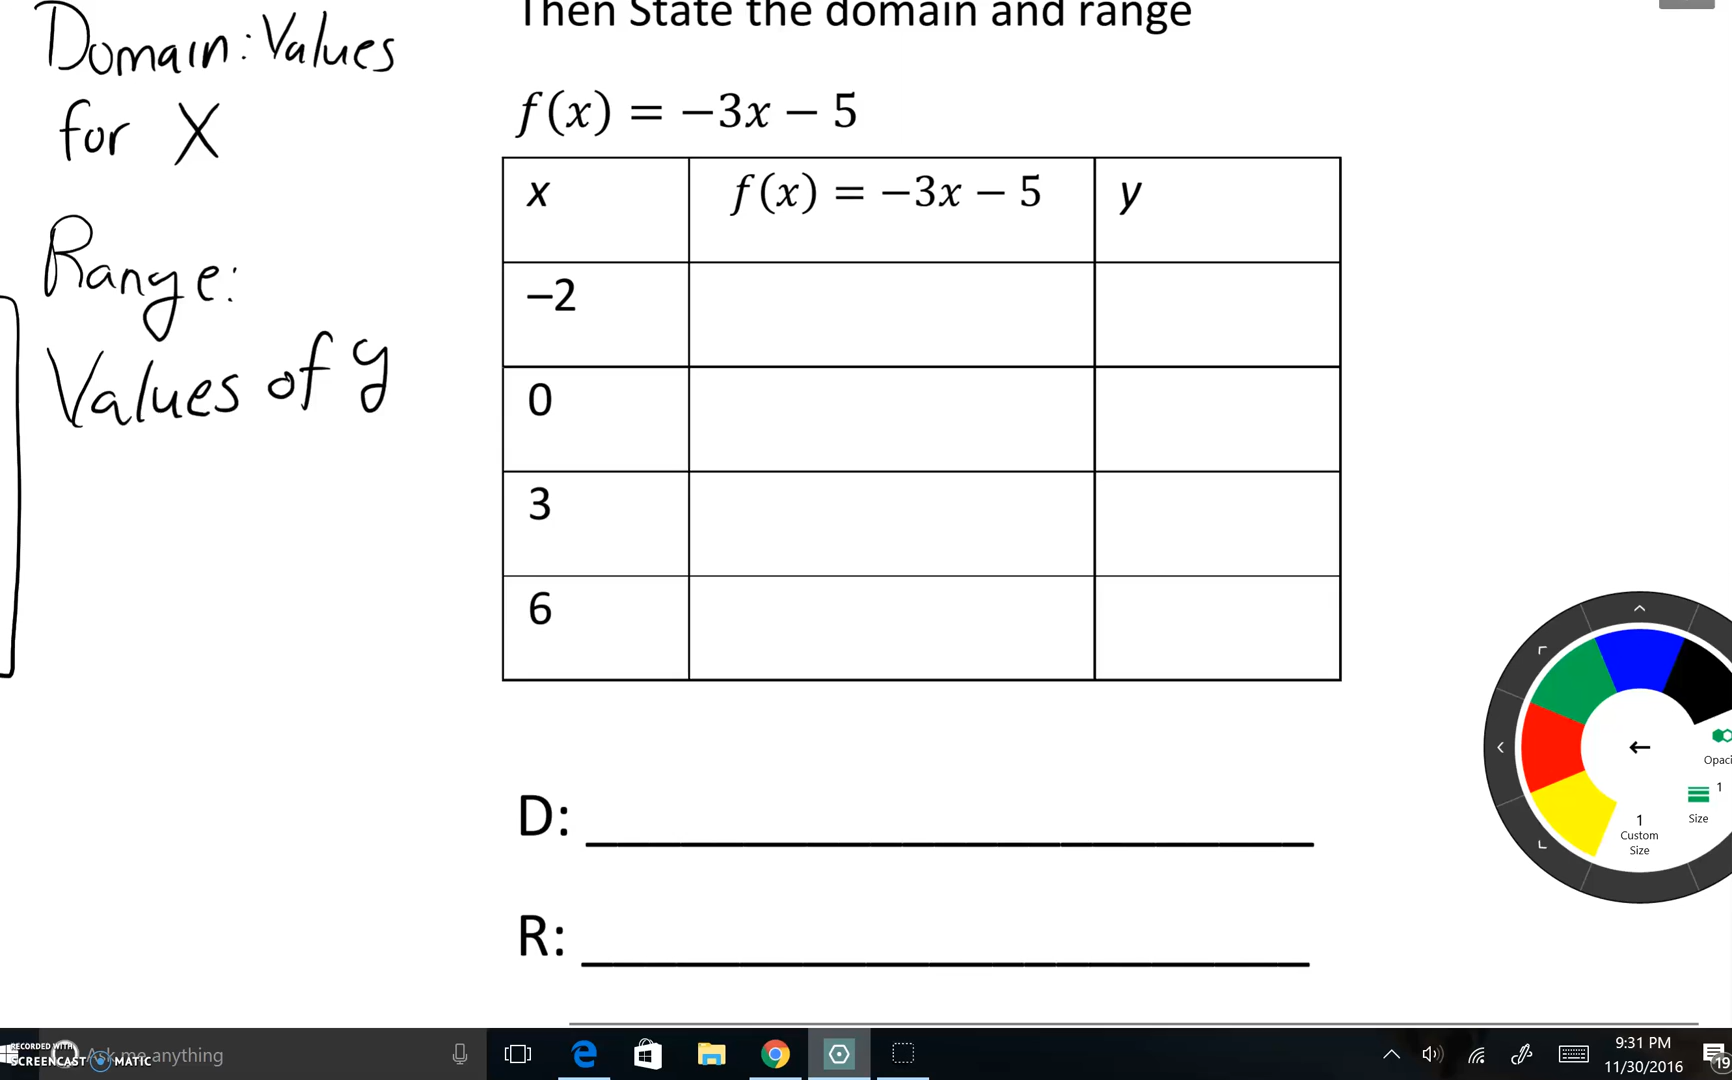 Then State the domain and range
Domain: Values
for X
Range:
Values of y
f(x) = −3x − 5
x f(x) = −3x − 5 y
−2
0
3
6
D: ____________________
R: ____________________
Opaci
1
Size
1
Custom
Size
RECORDED WITH
SCREENCAST MATIC
Ask me anything
9:31 PM
11/30/2016
19